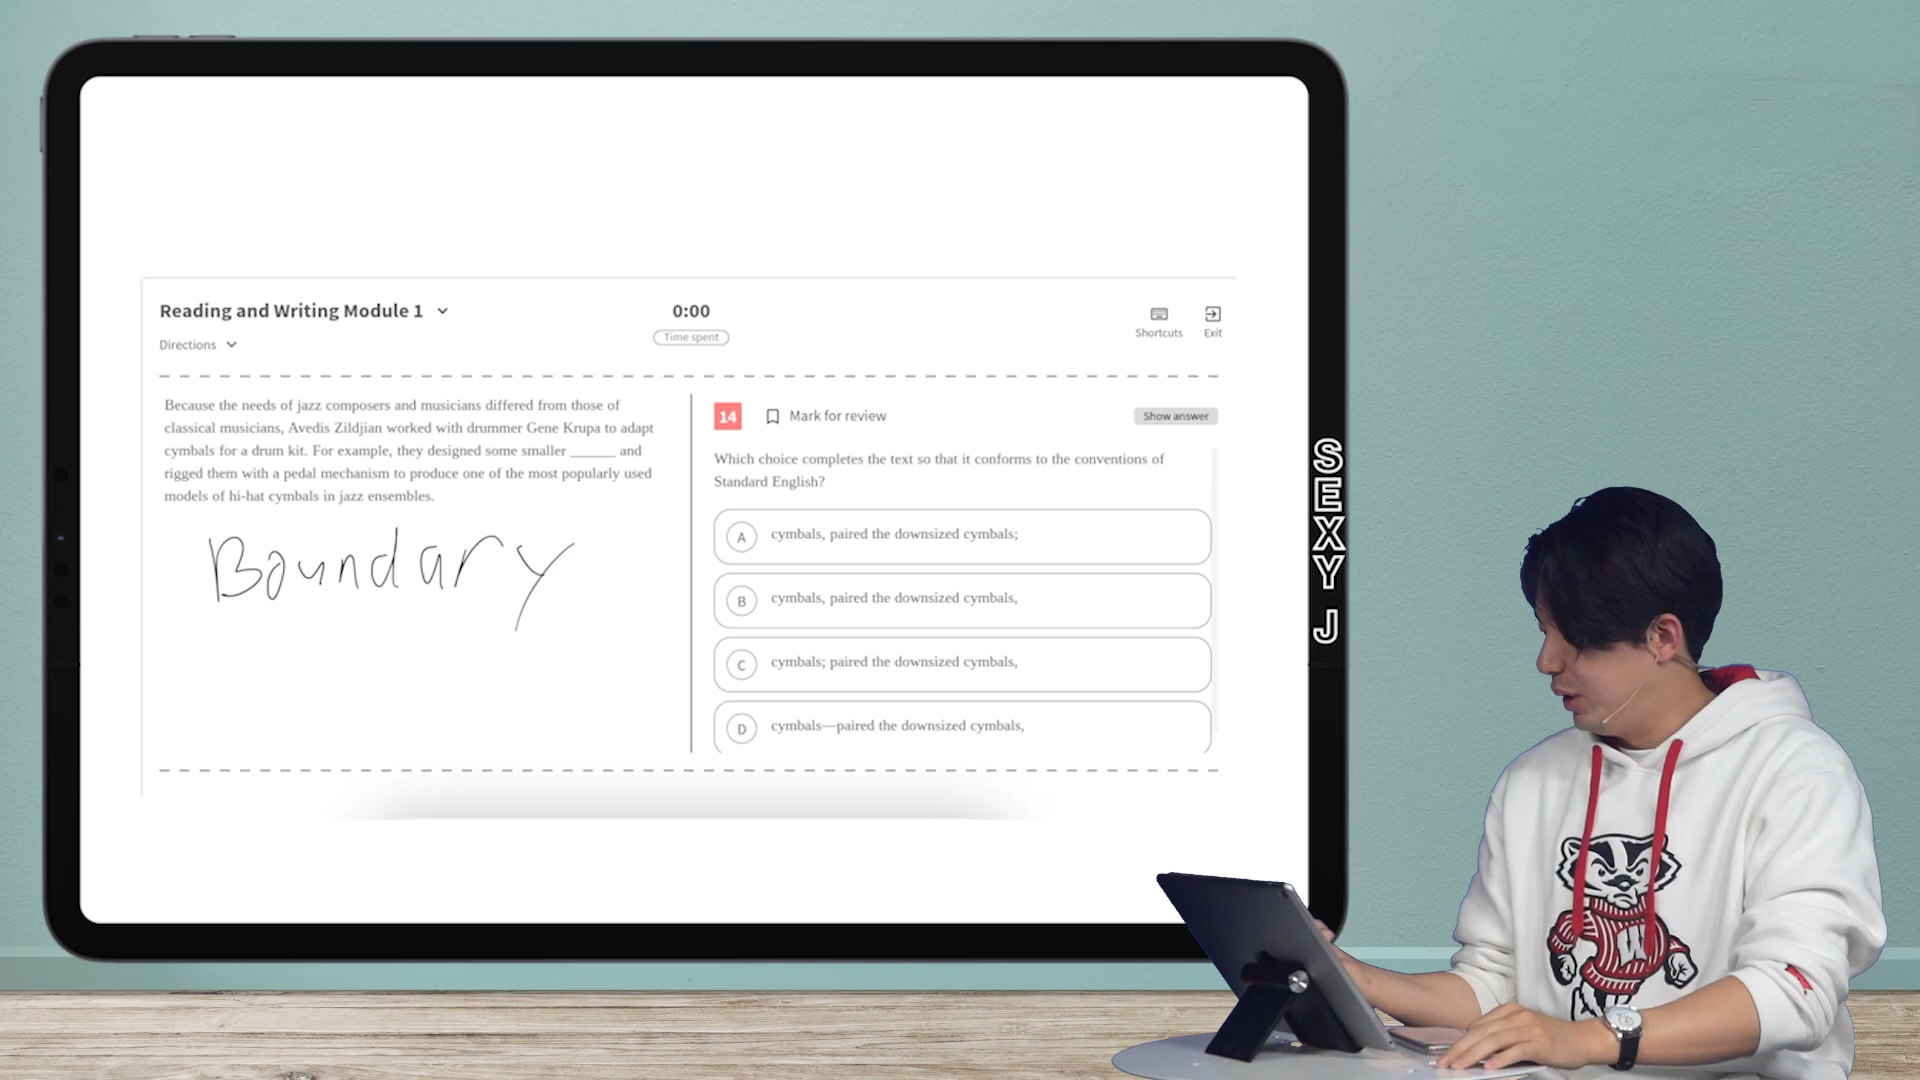 Reading and Writing Module 1
Directions
0:00
Time spent
Shortcuts
Exit
Because the needs of jazz composers and musicians differed from those of
classical musicians, Avedis Zildjian worked with drummer Gene Krupa to adapt
cymbals for a drum kit. For example, they designed some smaller ______ and
rigged them with a pedal mechanism to produce one of the most popularly used
models of hi-hat cymbals in jazz ensembles.
Boundary
14
Mark for review
Show answer
Which choice completes the text so that it conforms to the conventions of
Standard English?
A cymbals, paired the downsized cymbals;
B cymbals, paired the downsized cymbals,
C cymbals; paired the downsized cymbals,
D cymbals—paired the downsized cymbals,
SEXY J
W